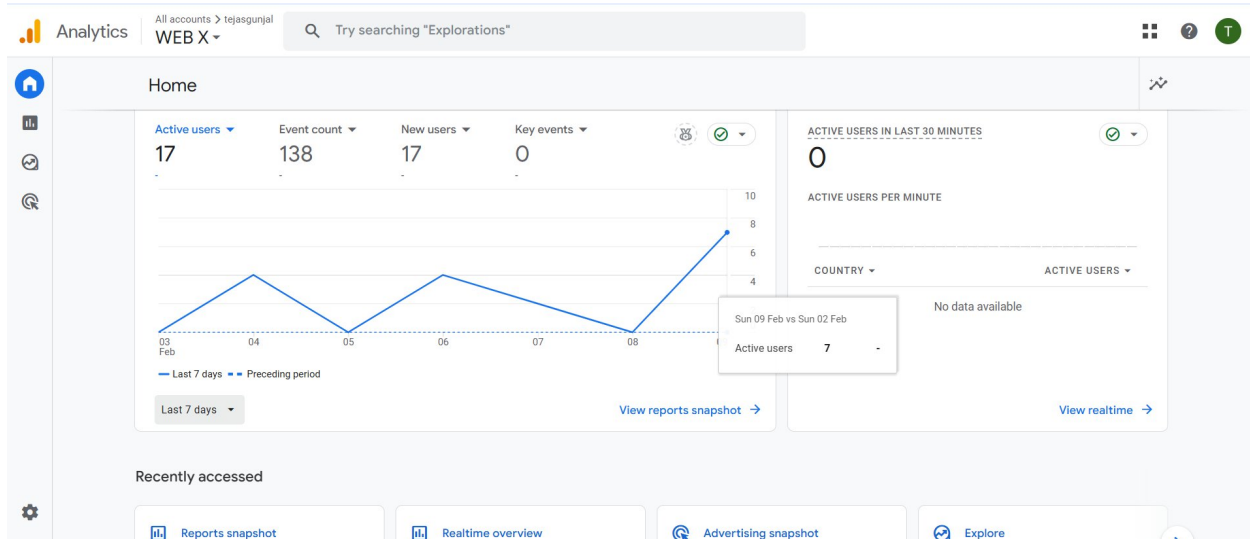 Analytics
All accounts > tejasgunjal
WEB X
Try searching "Explorations"
T
Home
Active users
17
-
Event count
138
-
New users
17
-
Key events
0
-
10
8
6
4
03
Feb
04
05
06
07
08
Sun 09 Feb vs Sun 02 Feb
Active users 7 -
Last 7 days
Preceding period
Last 7 days
View reports snapshot
ACTIVE USERS IN LAST 30 MINUTES
0
ACTIVE USERS PER MINUTE
COUNTRY
ACTIVE USERS
No data available
View realtime
Recently accessed
Reports snapshot
Realtime overview
Advertising snapshot
Explore